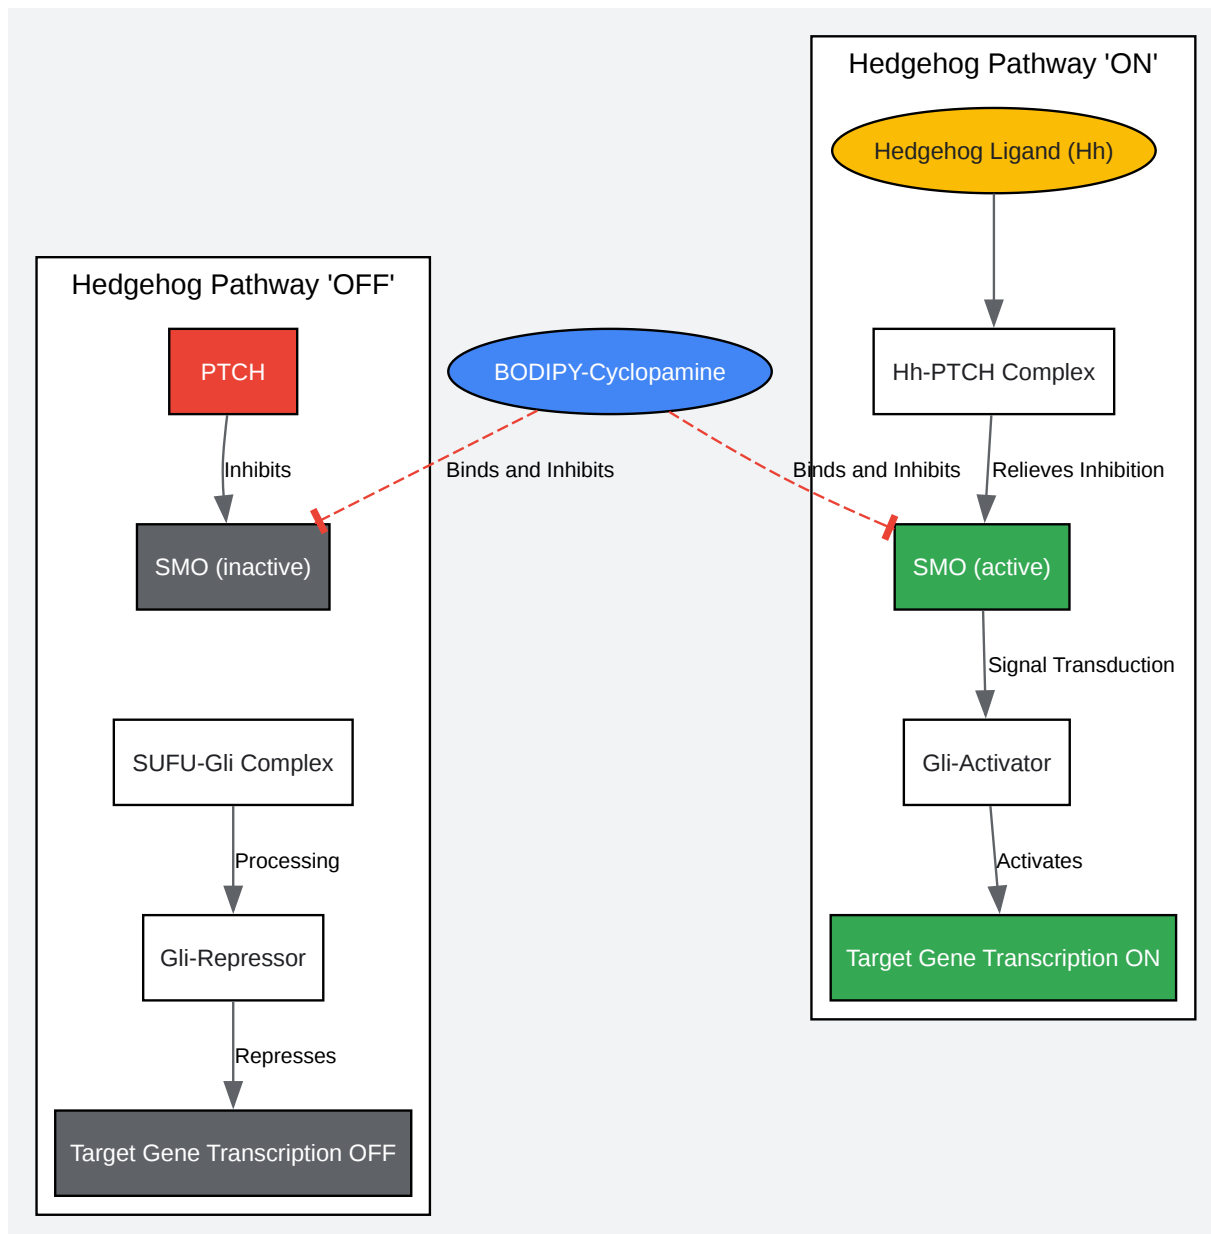 Hedgehog Pathway 'ON'
Hedgehog Ligand (Hh)
Hedgehog Pathway 'OFF'
PTCH
BODIPY-Cyclopamine
Hh-PTCH Complex
Inhibits
Binds and Inhibits
Binds and Inhibits
Relieves Inhibition
SMO (inactive)
SMO (active)
Signal Transduction
SUFU-Gli Complex
Gli-Activator
Processing
Activates
Gli-Repressor
Target Gene Transcription ON
Represses
Target Gene Transcription OFF